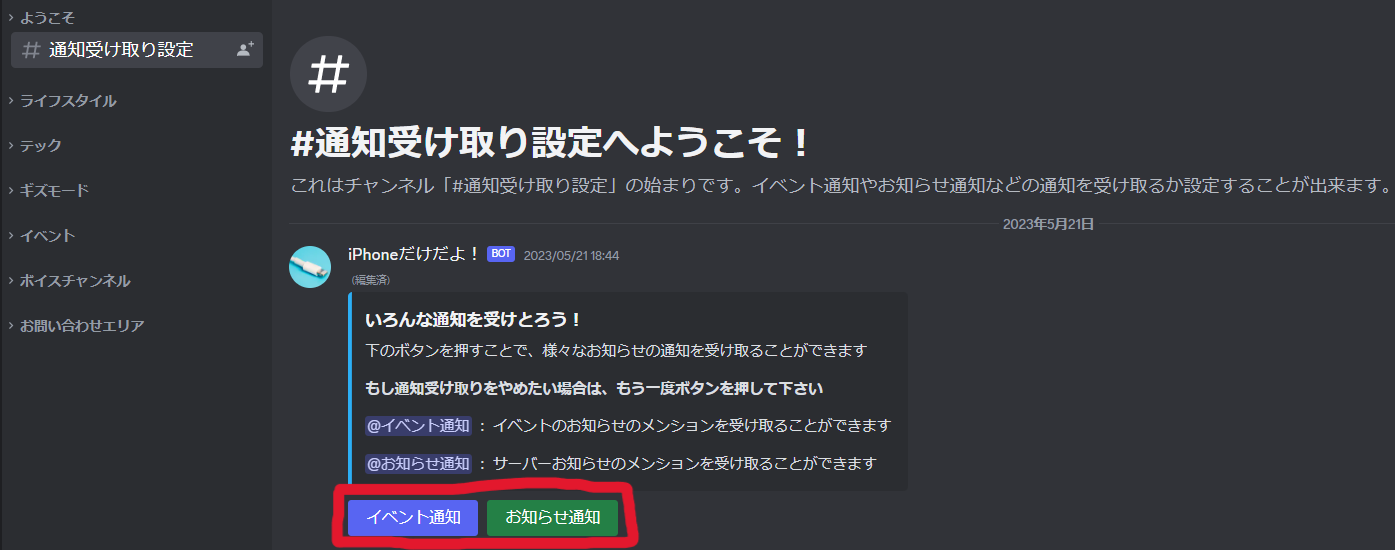 ようこそ
通知受け取り設定
ライフスタイル
テック
ギズモード
イベント
ボイスチャンネル
お問い合わせエリア
#
#通知受け取り設定へようこそ！
これはチャンネル「#通知受け取り設定」の始まりです。イベント通知やお知らせ通知などの通知を受け取るか設定することが出来ます。
2023年5月21日
iPhoneだけだよ！ BOT 2023/05/21 18:44
(編集済)
いろんな通知を受けとろう！
下のボタンを押すことで、様々なお知らせの通知を受け取ることができます
もし通知受け取りをやめたい場合は、もう一度ボタンを押して下さい
@イベント通知 ：イベントのお知らせのメンションを受け取ることができます
@お知らせ通知 ：サーバーお知らせのメンションを受け取ることができます
イベント通知 お知らせ通知